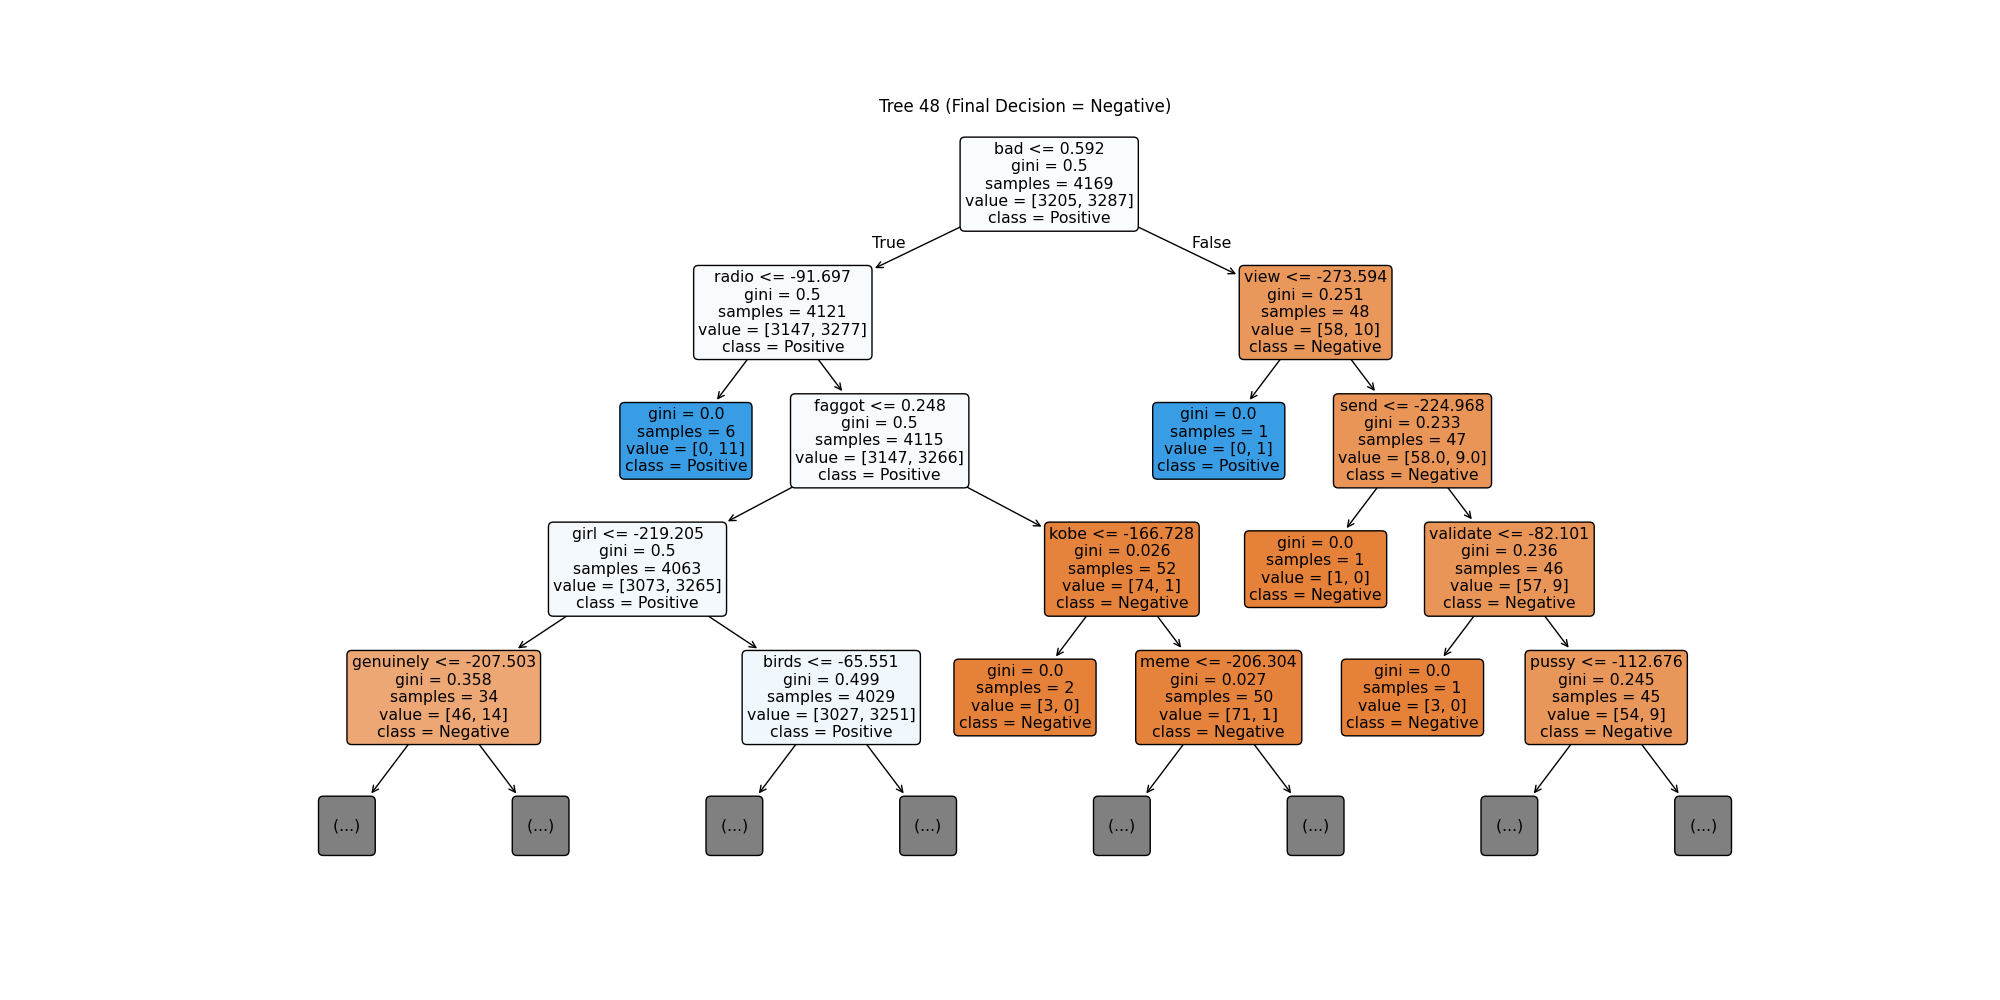 Tree 48 (Final Decision = Negative)
bad <= 0.592
gini = 0.5
samples = 4169
value = [3205, 3287]
class = Positive
True
False
radio <= -91.697
gini = 0.5
samples = 4121
value = [3147, 3277]
class = Positive
view <= -273.594
gini = 0.251
samples = 48
value = [58, 10]
class = Negative
gini = 0.0
samples = 6
value = [0, 11]
class = Positive
faggot <= 0.248
gini = 0.5
samples = 4115
value = [3147, 3266]
class = Positive
gini = 0.0
samples = 1
value = [0, 1]
class = Positive
send <= -224.968
gini = 0.233
samples = 47
value = [58.0, 9.0]
class = Negative
girl <= -219.205
gini = 0.5
samples = 4063
value = [3073, 3265]
class = Positive
kobe <= -166.728
gini = 0.026
samples = 52
value = [74, 1]
class = Negative
gini = 0.0
samples = 1
value = [1, 0]
class = Negative
validate <= -82.101
gini = 0.236
samples = 46
value = [57, 9]
class = Negative
genuinely <= -207.503
gini = 0.358
samples = 34
value = [46, 14]
class = Negative
birds <= -65.551
gini = 0.499
samples = 4029
value = [3027, 3251]
class = Positive
gini = 0.0
samples = 2
value = [3, 0]
class = Negative
meme <= -206.304
gini = 0.027
samples = 50
value = [71, 1]
class = Negative
gini = 0.0
samples = 1
value = [3, 0]
class = Negative
pussy <= -112.676
gini = 0.245
samples = 45
value = [54, 9]
class = Negative
(...)
(...)
(...)
(...)
(...)
(...)
(...)
(...)